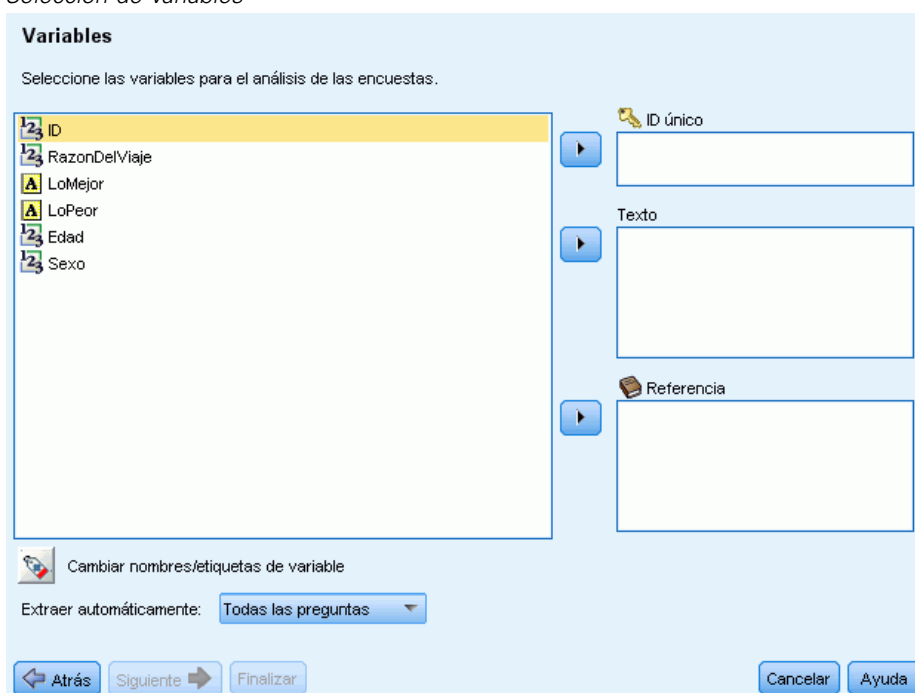 Selección de variables
Variables
Seleccione las variables para el análisis de las encuestas.
ID
RazonDelViaje
LoMejor
LoPeor
Edad
Sexo
ID único
Texto
Referencia
Cambiar nombres/etiquetas de variable
Extraer automáticamente: Todas las preguntas
Atrás Siguiente Finalizar Cancelar Ayuda